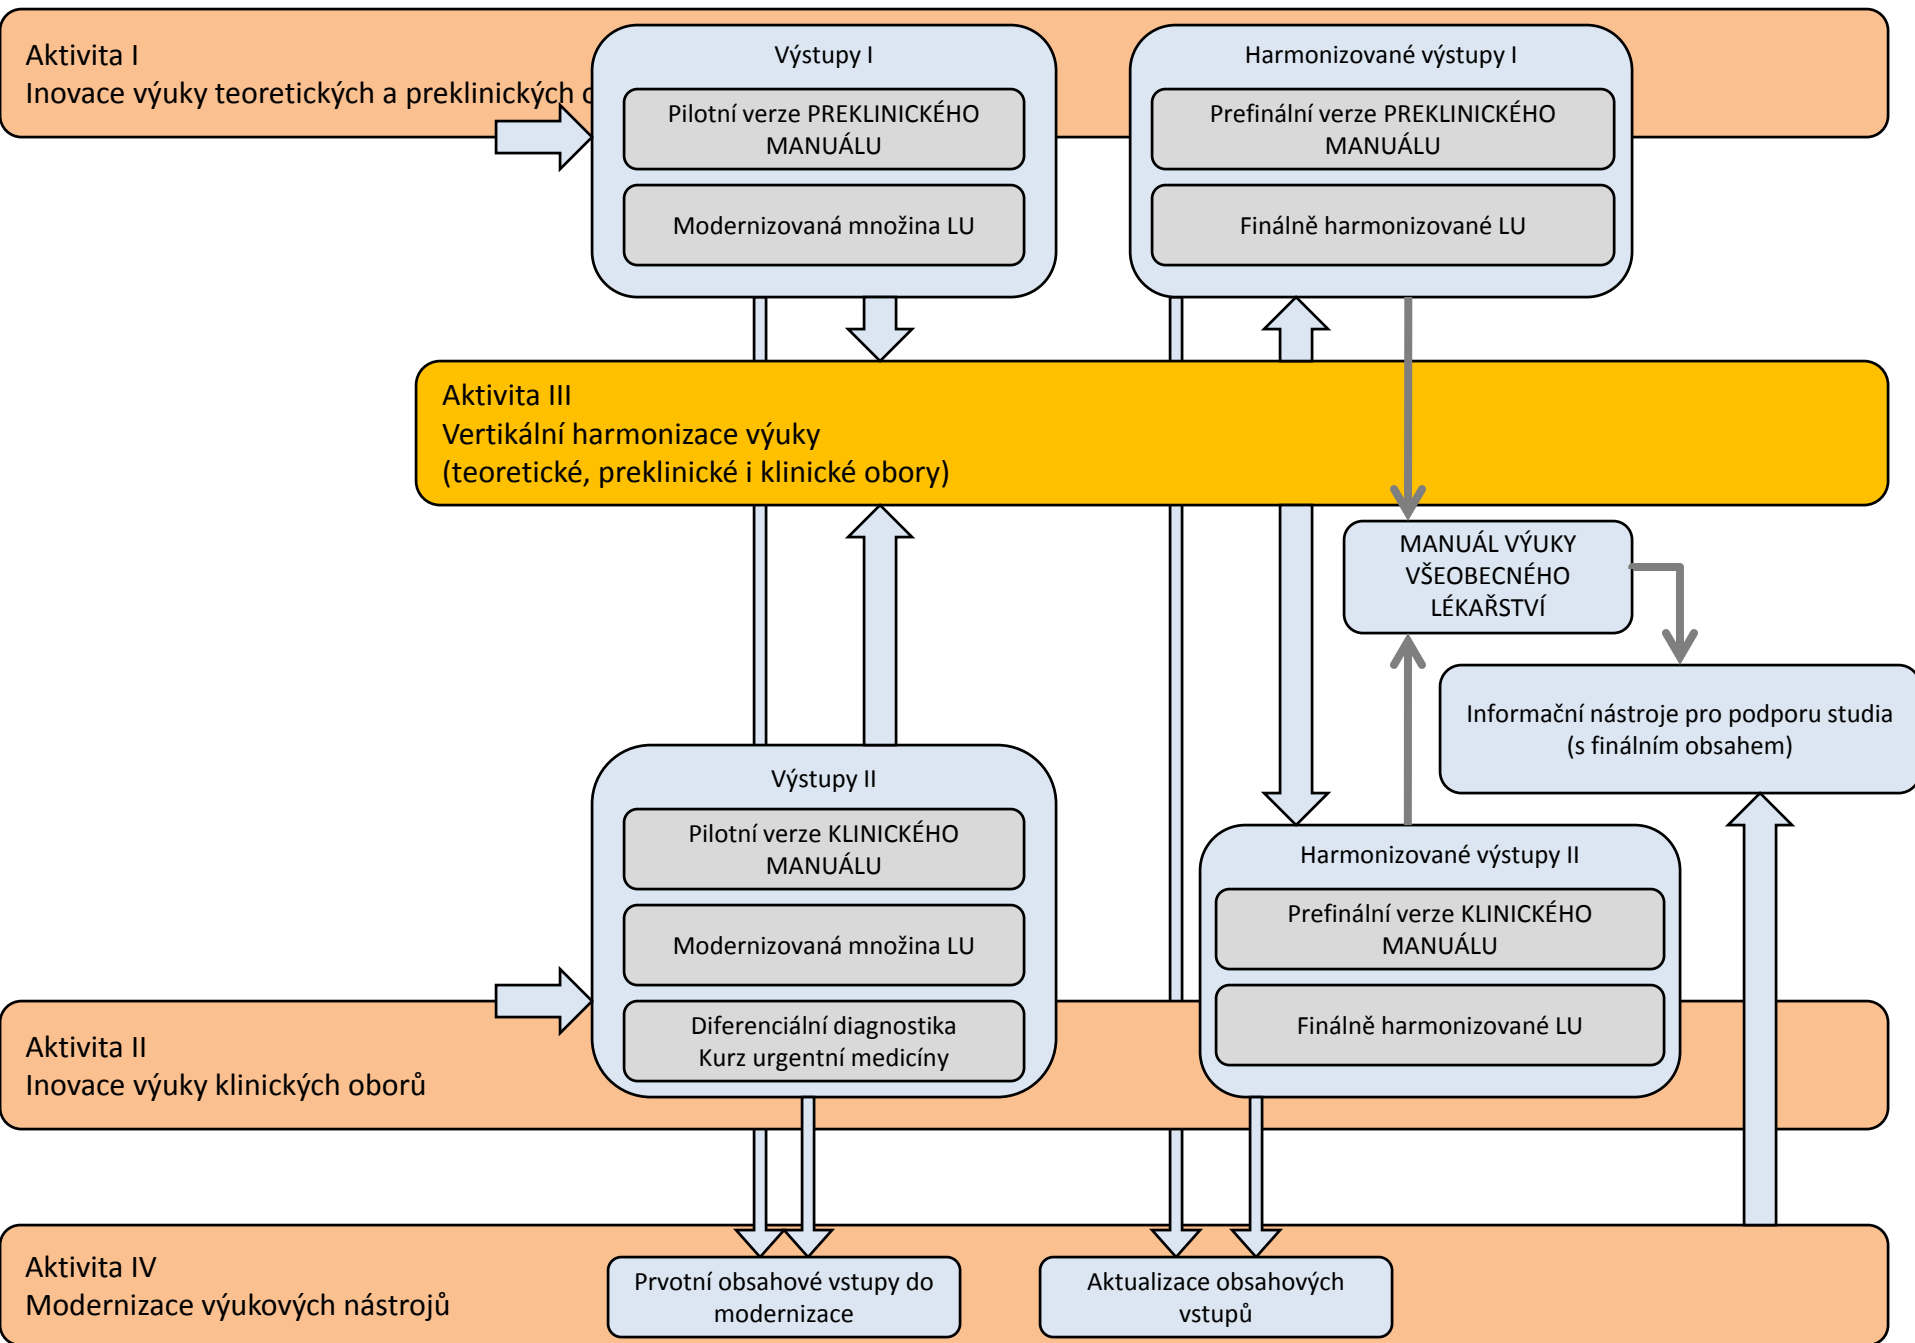 Aktivita I
Inovace výuky teoretických a preklinických
Výstupy I
Pilotní verze PREKLINICKÉHO
MANUÁLU
Modernizovaná množina LU
Harmonizované výstupy I
Prefinální verze PREKLINICKÉHO
MANUÁLU
Finálně harmonizované LU
Aktivita III
Vertikální harmonizace výuky
(teoretické, preklinické i klinické obory)
MANUÁL VÝUKY
VŠEOBECNÉHO
LÉKAŘSTVÍ
Informační nástroje pro podporu studia
(s finálním obsahem)
Výstupy II
Pilotní verze KLINICKÉHO
MANUÁLU
Modernizovaná množina LU
Diferenciální diagnostika
Kurz urgentní medicíny
Harmonizované výstupy II
Prefinální verze KLINICKÉHO
MANUÁLU
Finálně harmonizované LU
Aktivita II
Inovace výuky klinických oborů
Aktivita IV
Modernizace výukových nástrojů
Prvotní obsahové vstupy do
modernizace
Aktualizace obsahových
vstupů